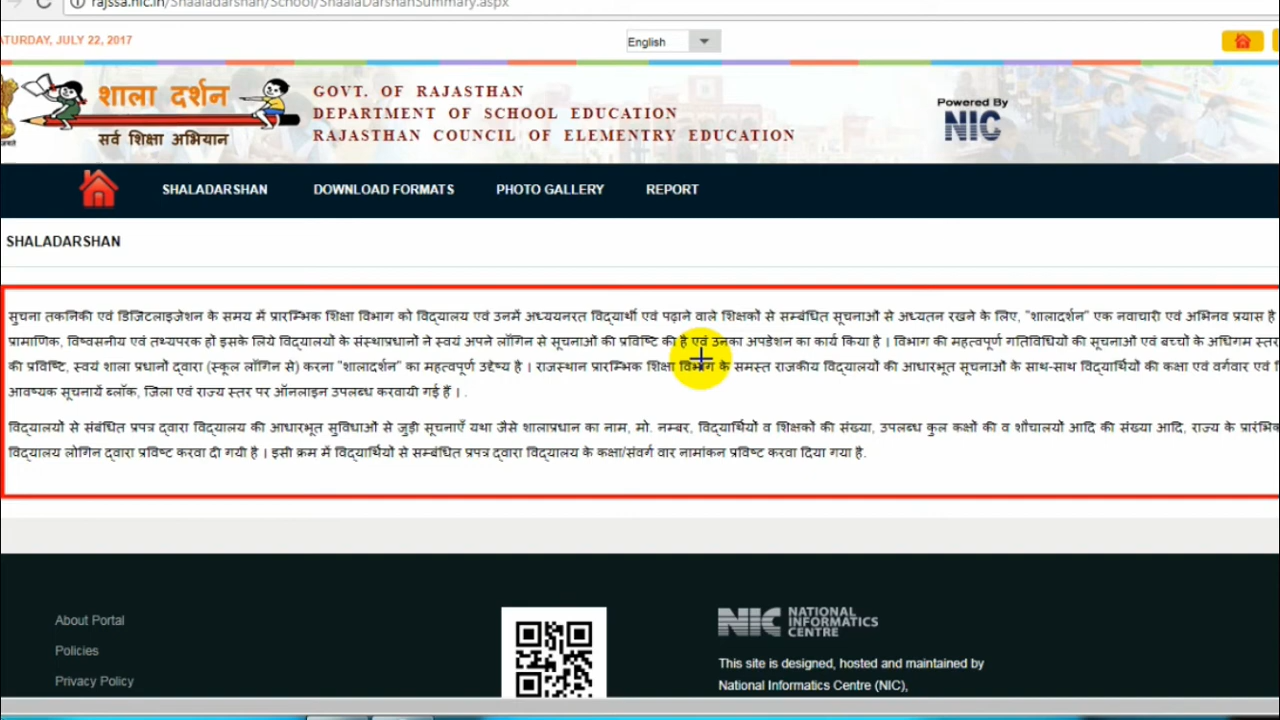 rajssa.nic.in/Shaaladarshan/School/ShaalaDarshanSummary.aspx
ATURDAY, JULY 22, 2017
English
शाला दर्शन
सर्व शिक्षा अभियान
GOVT. OF RAJASTHAN
DEPARTMENT OF SCHOOL EDUCATION
RAJASTHAN COUNCIL OF ELEMENTRY EDUCATION
Powered By
NIC
SHALADARSHAN
DOWNLOAD FORMATS
PHOTO GALLERY
REPORT
SHALADARSHAN
सुचना तकनिकी एवं डिजिटलाइजेशन के समय में प्रारम्भिक शिक्षा विभाग को विद्यालय एवं उनमें अध्ययनरत विद्यार्थी एवं पढ़ाने वाले शिक्षकों से सम्बंधित सूचनाओं से अध्यतन रखने के लिए, "शालादर्शन" एक नवाचारी एवं अभिनव प्रयास है
प्रामाणिक, विष्वसनीय एवं तथ्यपरक हों इसके लिये विद्यालयों के संस्थाप्रधानों ने स्वयं अपने लॉगिन से सूचनाओं की प्रविष्टि की है एवं उनका अपडेशन का कार्य किया है । विभाग की महत्वपूर्ण गतिविधियों की सूचनाओं एवं बच्चों के अधिगम स्तर
की प्रविष्टि, स्वयं शाला प्रधानों द्वारा (स्कूल लॉगिन से) करना "शालादर्शन" का महत्वपूर्ण उद्देष्य है । राजस्थान प्रारम्भिक शिक्षा विभाग के समस्त राजकीय विद्यालयों की आधारभूत सूचनाओं के साथ-साथ विद्यार्थियों की कक्षा एवं वर्गवार एवं
आवष्यक सूचनायें ब्लॉक, जिला एवं राज्य स्तर पर ऑनलाइन उपलब्ध करवायी गई हैं । .
विद्यालयों से संबंधित प्रपत्र द्वारा विद्यालय की आधारभूत सुविधाओं से जुड़ी सूचनाएँ यथा जैसे शालाप्रधान का नाम, मो. नम्बर, विद्यार्थियों व शिक्षकों की संख्या, उपलब्ध कुल कक्षों की व शौचालयों आदि की संख्या आदि, राज्य के प्रारंभिक
विद्यालय लोगिन द्वारा प्रविष्ट करवा दी गयी है । इसी क्रम में विद्यार्थियों से सम्बंधित प्रपत्र द्वारा विद्यालय के कक्षा/संवर्ग वार नामांकन प्रविष्ट करवा दिया गया है.
About Portal
Policies
Privacy Policy
NIC NATIONAL
INFORMATICS
CENTRE
This site is designed, hosted and maintained by
National Informatics Centre (NIC),